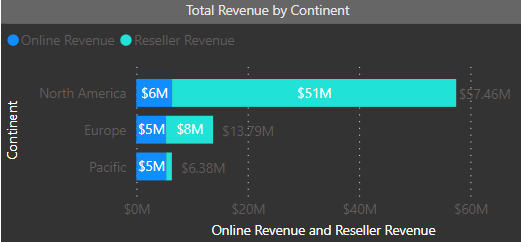 Total Revenue by Continent
Online Revenue Reseller Revenue
Continent
North America $6M $51M $57.46M
Europe $5M $8M $13.79M
Pacific $5M $6.38M
$0M $20M $40M $60M
Online Revenue and Reseller Revenue